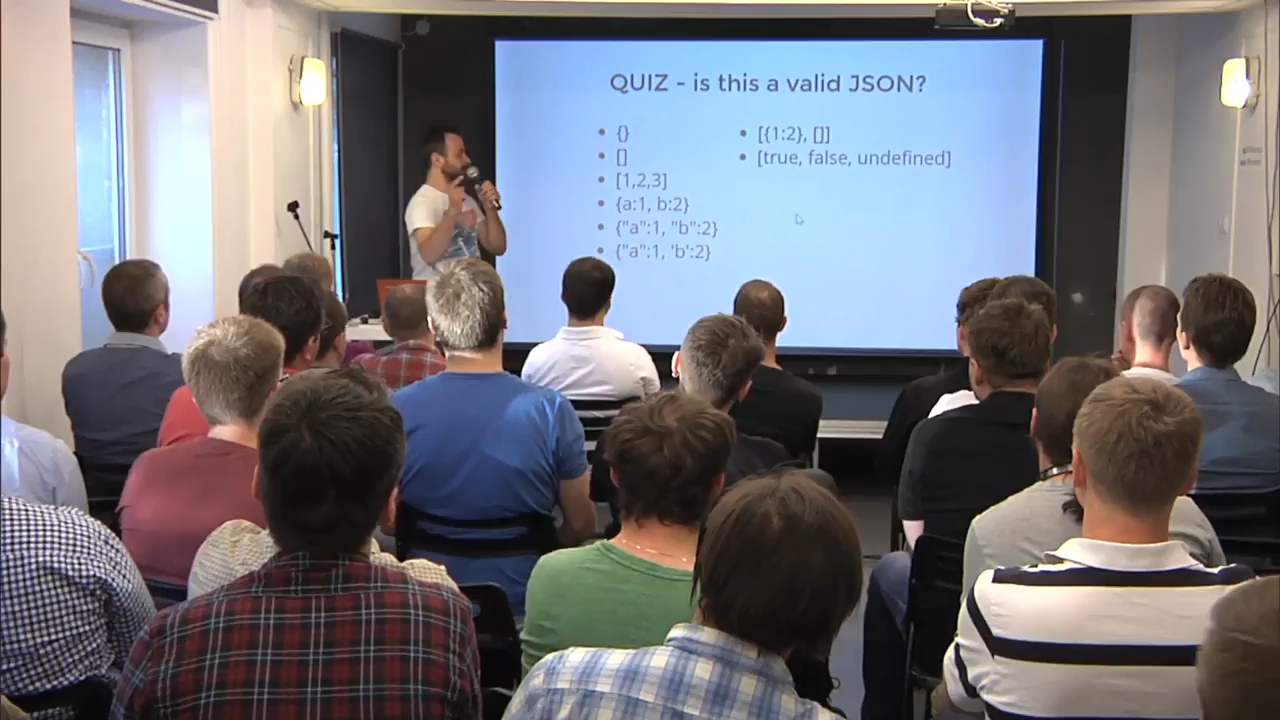 QUIZ - is this a valid JSON?
• {}
• []
• [1,2,3]
• {a:1, b:2}
• {"a":1, "b":2}
• {"a":1, 'b':2}
• [{1:2}, []]
• [true, false, undefined]